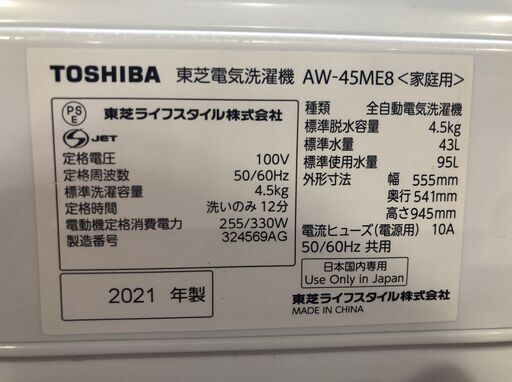 TOSHIBA 東芝電気洗濯機 AW-45ME8<家庭用>
PS
E
東芝ライフスタイル株式会社
S JET
定格電圧 100V
定格周波数 50/60Hz
標準洗濯容量 4.5kg
定格時間 洗いのみ 12分
電動機定格消費電力 255/330W
製造番号 324569AG
2021 年製
種類 全自動電気洗濯機
標準脱水容量 4.5kg
標準水量 43L
標準使用水量 95L
外形寸法 幅 555mm
奥行 541mm
高さ 945mm
電流ヒューズ(電源用) 10A
50/60Hz 共用
日本国内専用
Use Only in Japan
東芝ライフスタイル株式会社
MADE IN CHINA